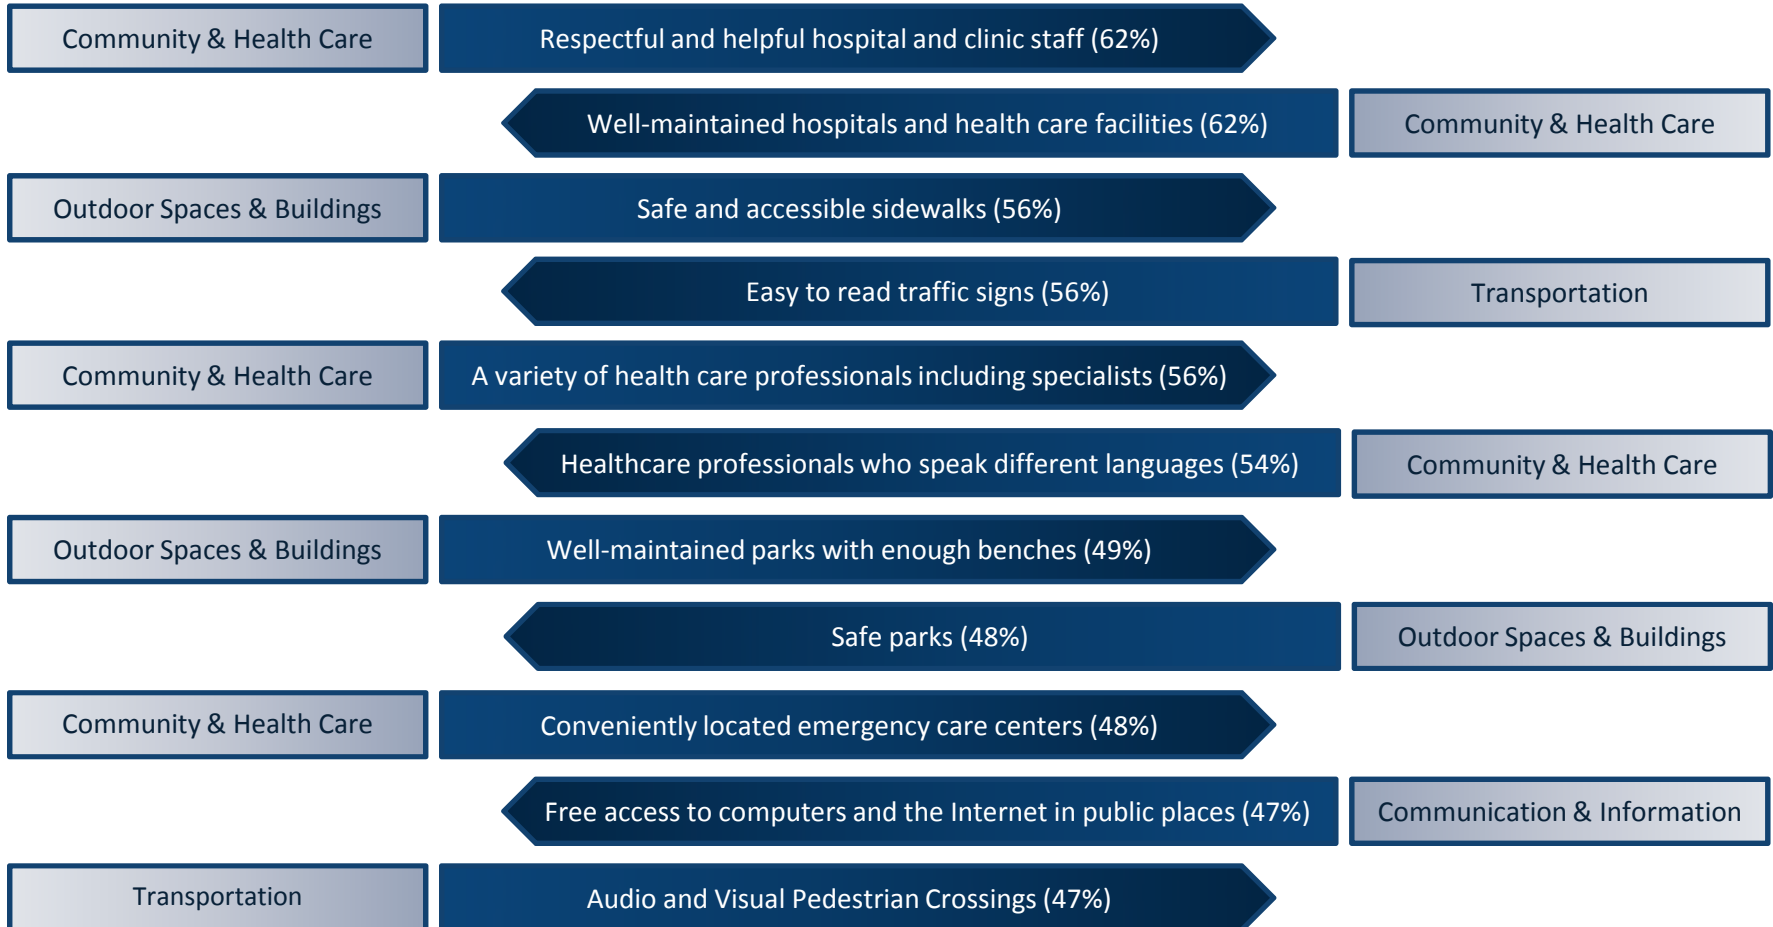 Community & Health Care
Respectful and helpful hospital and clinic staff (62%)
Well-maintained hospitals and health care facilities (62%)
Community & Health Care
Outdoor Spaces & Buildings
Safe and accessible sidewalks (56%)
Easy to read traffic signs (56%)
Transportation
Community & Health Care
A variety of health care professionals including specialists (56%)
Healthcare professionals who speak different languages (54%)
Community & Health Care
Outdoor Spaces & Buildings
Well-maintained parks with enough benches (49%)
Safe parks (48%)
Outdoor Spaces & Buildings
Community & Health Care
Conveniently located emergency care centers (48%)
Free access to computers and the Internet in public places (47%)
Communication & Information
Transportation
Audio and Visual Pedestrian Crossings (47%)